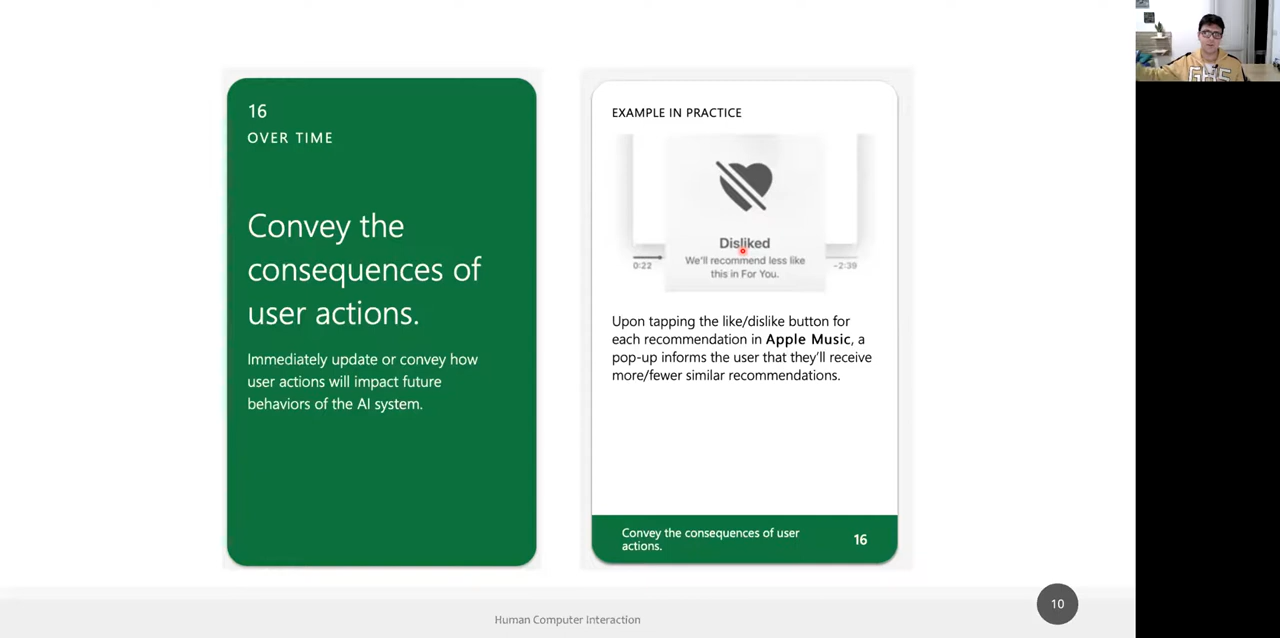 16
OVER TIME
Convey the
consequences of
user actions.
Immediately update or convey how
user actions will impact future
behaviors of the AI system.
EXAMPLE IN PRACTICE
Disliked
We'll recommend less like
this in For You.
0:22
-2:39
Upon tapping the like/dislike button for
each recommendation in Apple Music, a
pop-up informs the user that they'll receive
more/fewer similar recommendations.
Convey the consequences of user
actions.
16
Human Computer Interaction
10